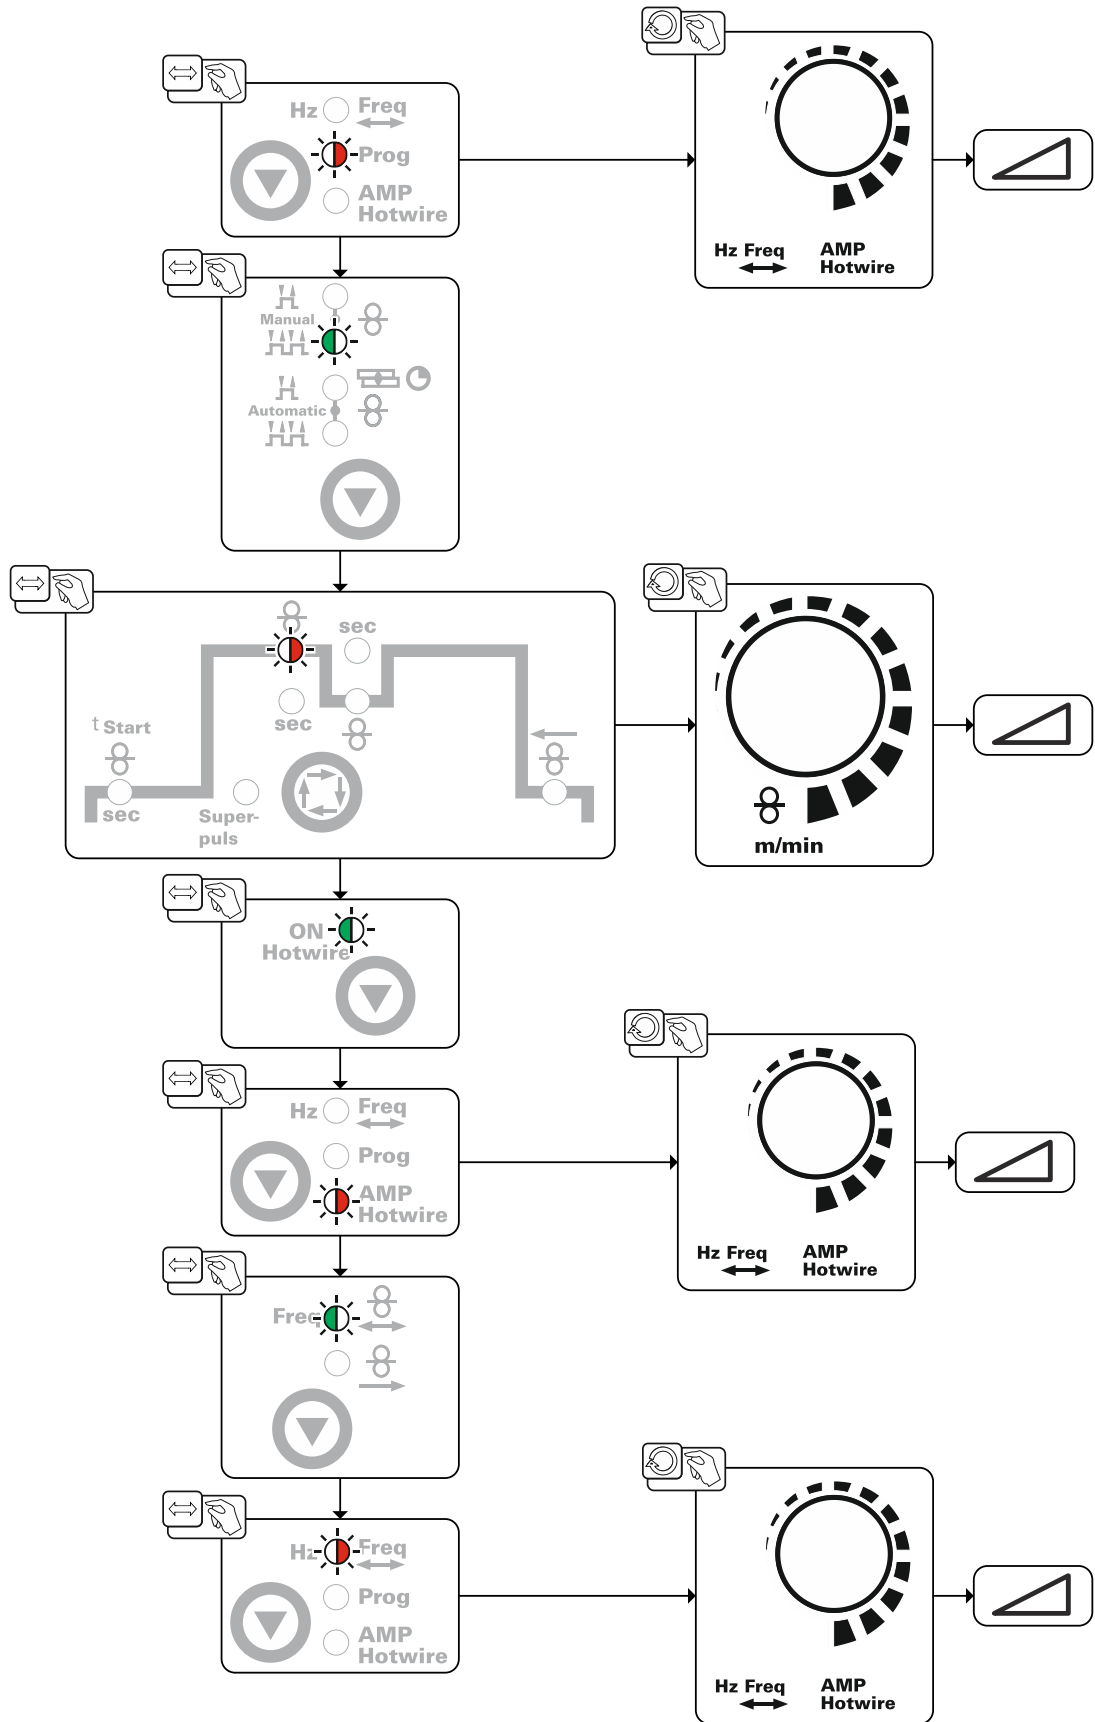 Hz Freq
Prog
AMP
Hotwire
Hz Freq AMP
Hotwire
Manual
Automatic
sec
sec
t Start
sec
Super-
puls
m/min
ON
Hotwire
Hz Freq
Prog
AMP
Hotwire
Hz Freq AMP
Hotwire
Freq
Hz Freq
Prog
AMP
Hotwire
Hz Freq AMP
Hotwire